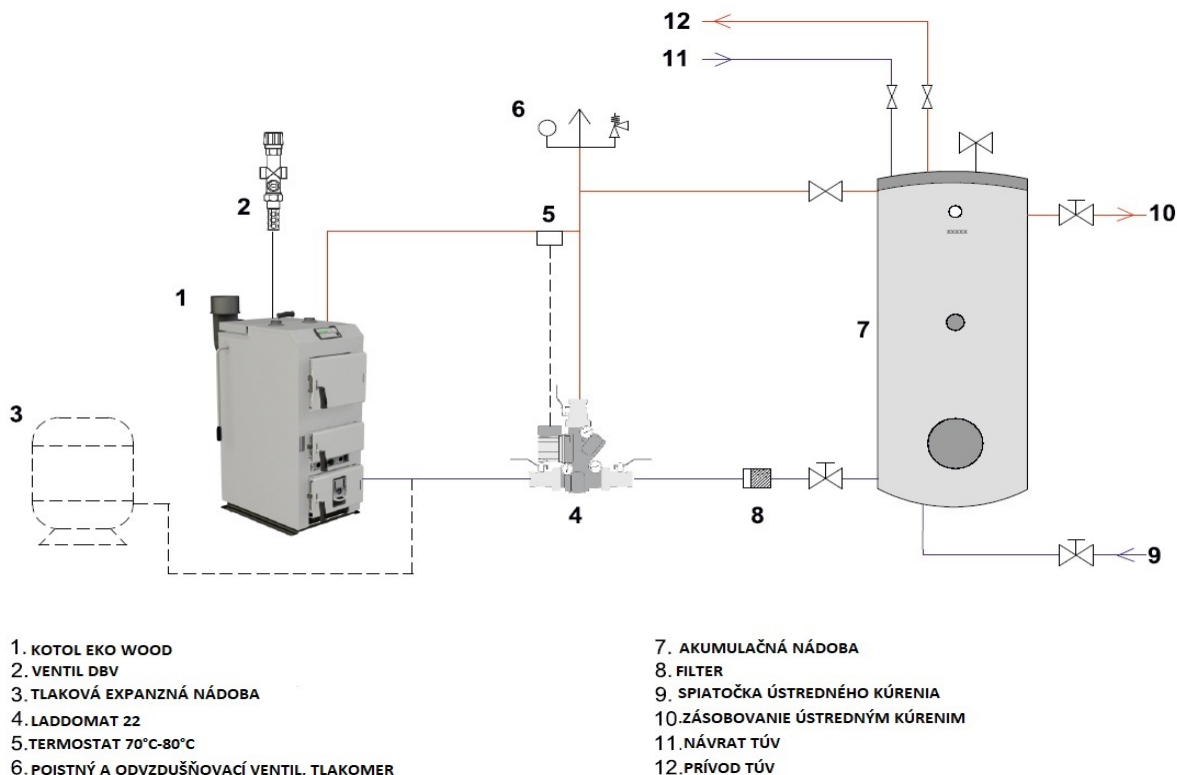 12
11
6
2
5
10
1
7
3
xxxxx
4
8
9
1. KOTOL EKO WOOD
2. VENTIL DBV
3. TLAKOVÁ EXPANZNÁ NÁDOBA
4. LADDOMAT 22
5. TERMOSTAT 70°C-80°C
6. POISTNÝ A ODVZDUŠŇOVACÍ VENTIL. TLAKOMER
7. AKUMULAČNÁ NÁDOBA
8. FILTER
9. SPIATOČKA ÚSTREDNÉHO KÚRENIA
10. ZÁSOBOVANIE ÚSTREDNÝM KÚRENIM
11. NÁVRAT TÚV
12. PRÍVOD TÚV